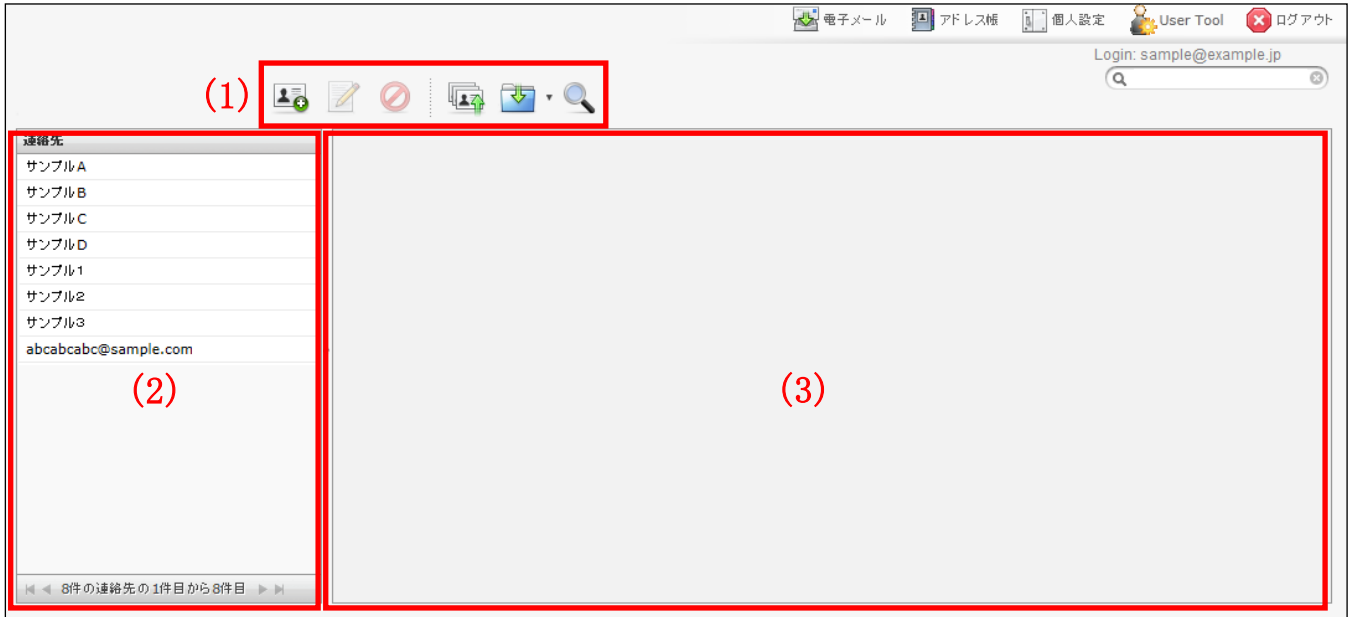 電子メール アドレス帳 個人設定 User Tool ログアウト
Login: sample@example.jp
(1)
連絡先
サンプルA
サンプルB
サンプルC
サンプルD
サンプル1
サンプル2
サンプル3
abcabcabc@sample.com
(2)
(3)
8件の連絡先の1件目から8件目